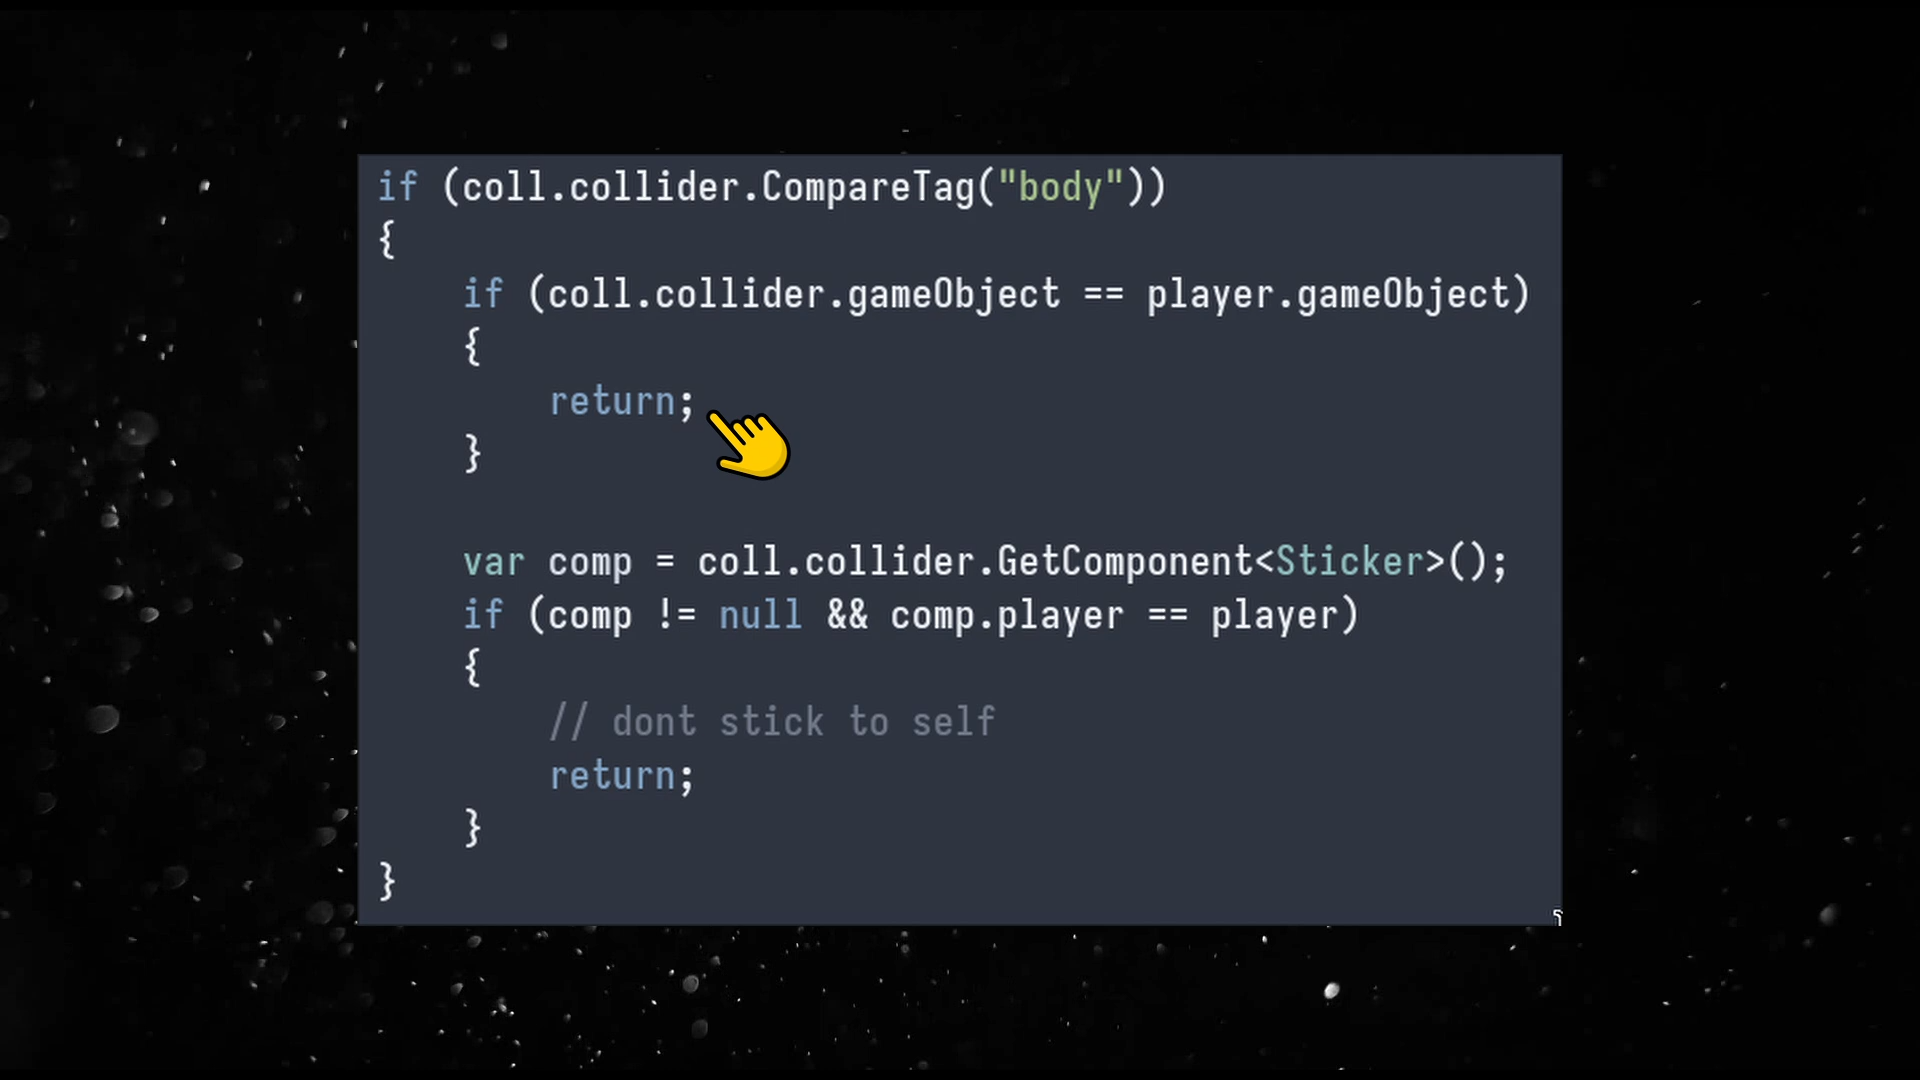 if (coll.collider.CompareTag("body"))
{
    if (coll.collider.gameObject == player.gameObject)
    {
        return;
    }

    var comp = coll.collider.GetComponent<Sticker>();
    if (comp != null && comp.player == player)
    {
        // dont stick to self
        return;
    }
}